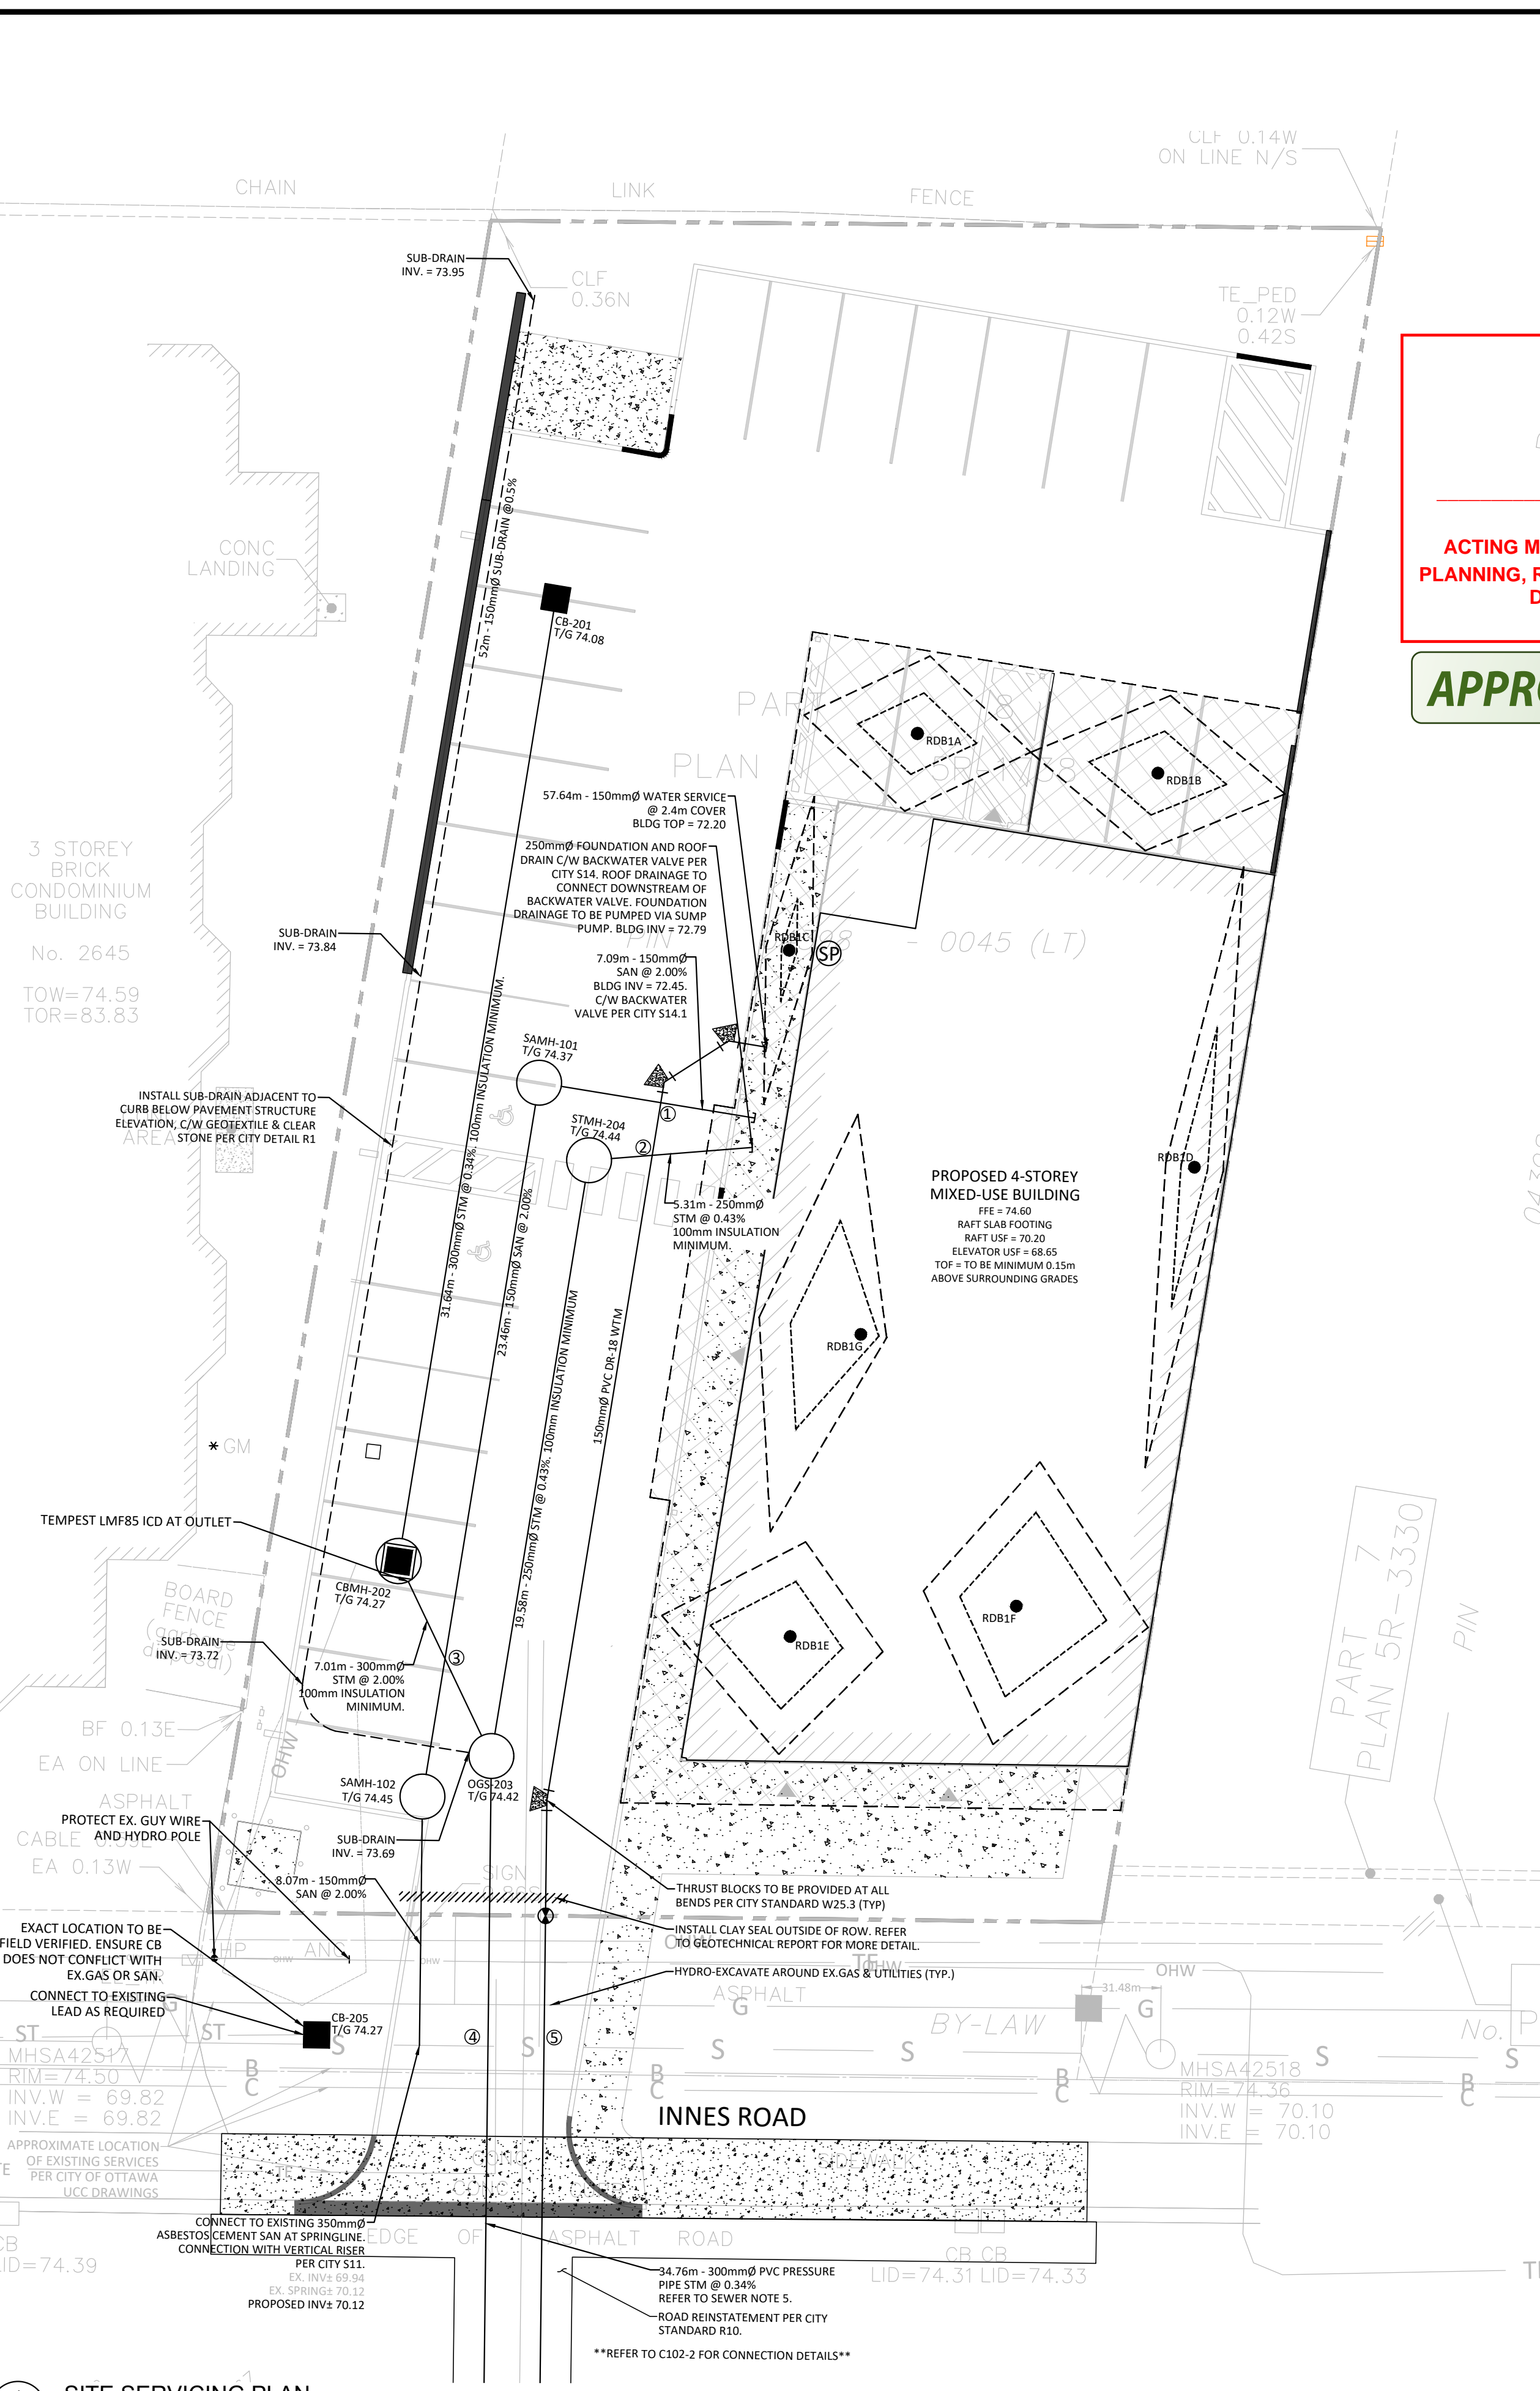 CLF 0.14W
ON LINE N/S
CHAIN LINK FENCE
SUB-DRAIN
INV. = 73.95
CLF
0.36N
TE_PED
0.12W
0.42S
ACTING M
PLANNING, R
D
APPR
CONC
LANDING
52m - 150mmØ SUB-DRAIN @0.5%
CB-201
T/G 74.08
PART 8
PLAN
RDB1A
RDB1B
57.64m - 150mmØ WATER SERVICE
@ 2.4m COVER
BLDG TOP = 72.20
250mmØ FOUNDATION AND ROOF
DRAIN C/W BACKWATER VALVE PER
CITY S14. ROOF DRAINAGE TO
CONNECT DOWNSTREAM OF
BACKWATER VALVE. FOUNDATION
DRAINAGE TO BE PUMPED VIA SUMP
PUMP. BLDG INV = 72.79
3 STOREY
BRICK
CONDOMINIUM
BUILDING
No. 2645
TOW=74.59
TOR=83.83
SUB-DRAIN
INV. = 73.84
PIN - 0045 (LT)
RDB1C
SP
7.09m - 150mmØ
SAN @ 2.00%
BLDG INV = 72.45.
C/W BACKWATER
VALVE PER CITY S14.1
SAMH-101
T/G 74.37
STMH-204
T/G 74.44
①
②
INSTALL SUB-DRAIN ADJACENT TO
CURB BELOW PAVEMENT STRUCTURE
ELEVATION, C/W GEOTEXTILE & CLEAR
STONE PER CITY DETAIL R1
AREA
31.64m - 300mmØ STM @ 0.34%. 100mm INSULATION MINIMUM.
23.46m - 150mmØ SAN @ 2.00%
5.31m - 250mmØ
STM @ 0.43%
100mm INSULATION
MINIMUM.
RDB1D
PROPOSED 4-STOREY
MIXED-USE BUILDING
FFE = 74.60
RAFT SLAB FOOTING
RAFT USF = 70.20
ELEVATOR USF = 68.65
TOF = TO BE MINIMUM 0.15m
ABOVE SURROUNDING GRADES
19.58m - 250mmØ STM @ 0.43%. 100mm INSULATION MINIMUM
150mmØ PVC DR-18 WTM
RDB1G
GM
TEMPEST LMF85 ICD AT OUTLET
CBMH-202
T/G 74.27
BOARD
FENCE
SUB-DRAIN
INV. = 73.72
7.01m - 300mmØ
STM @ 2.00%
100mm INSULATION
MINIMUM.
③
RDB1E
RDB1F
PART 7
PLAN 5R-3330
PIN
BF 0.13E
EA ON LINE
OHW
ASPHALT
PROTECT EX. GUY WIRE
AND HYDRO POLE
CABLE
EA 0.13W
SAMH-102
T/G 74.45
OGS-203
T/G 74.42
SUB-DRAIN
INV. = 73.69
8.07m - 150mmØ
SAN @ 2.00%
SIGN
THRUST BLOCKS TO BE PROVIDED AT ALL
BENDS PER CITY STANDARD W25.3 (TYP)
INSTALL CLAY SEAL OUTSIDE OF ROW. REFER
TO GEOTECHNICAL REPORT FOR MORE DETAIL.
HYDRO-EXCAVATE AROUND EX.GAS & UTILITIES (TYP.)
EXACT LOCATION TO BE
FIELD VERIFIED. ENSURE CB
DOES NOT CONFLICT WITH
EX.GAS OR SAN.
HP ANC
OHW OHW OHW OHW OHW
CONNECT TO EXISTING
LEAD AS REQUIRED
CB-205
T/G 74.27
ASPHALT
31.48m
G G G
BY-LAW No.
ST ST S S S S S S
④
⑤
MHSA42517
RIM=74.50
INV.W = 69.82
INV.E = 69.82
MHSA42518
RIM=74.36
INV.W = 70.10
INV.E = 70.10
B
C
B
C
B
C
B
C
INNES ROAD
APPROXIMATE LOCATION
OF EXISTING SERVICES
PER CITY OF OTTAWA
UCC DRAWINGS
SIDEWALK
CONNECT TO EXISTING 350mmØ
ASBESTOS CEMENT SAN AT SPRINGLINE.
CONNECTION WITH VERTICAL RISER
PER CITY S11.
EX. INV± 69.94
EX. SPRING± 70.12
PROPOSED INV± 70.12
EDGE OF ASPHALT ROAD
CB
ID=74.39
CB CB
LID=74.31 LID=74.33
34.76m - 300mmØ PVC PRESSURE
PIPE STM @ 0.34%
REFER TO SEWER NOTE 5.
ROAD REINSTATEMENT PER CITY
STANDARD R10.
**REFER TO C102-2 FOR CONNECTION DETAILS**
SITE SERVICING PLAN